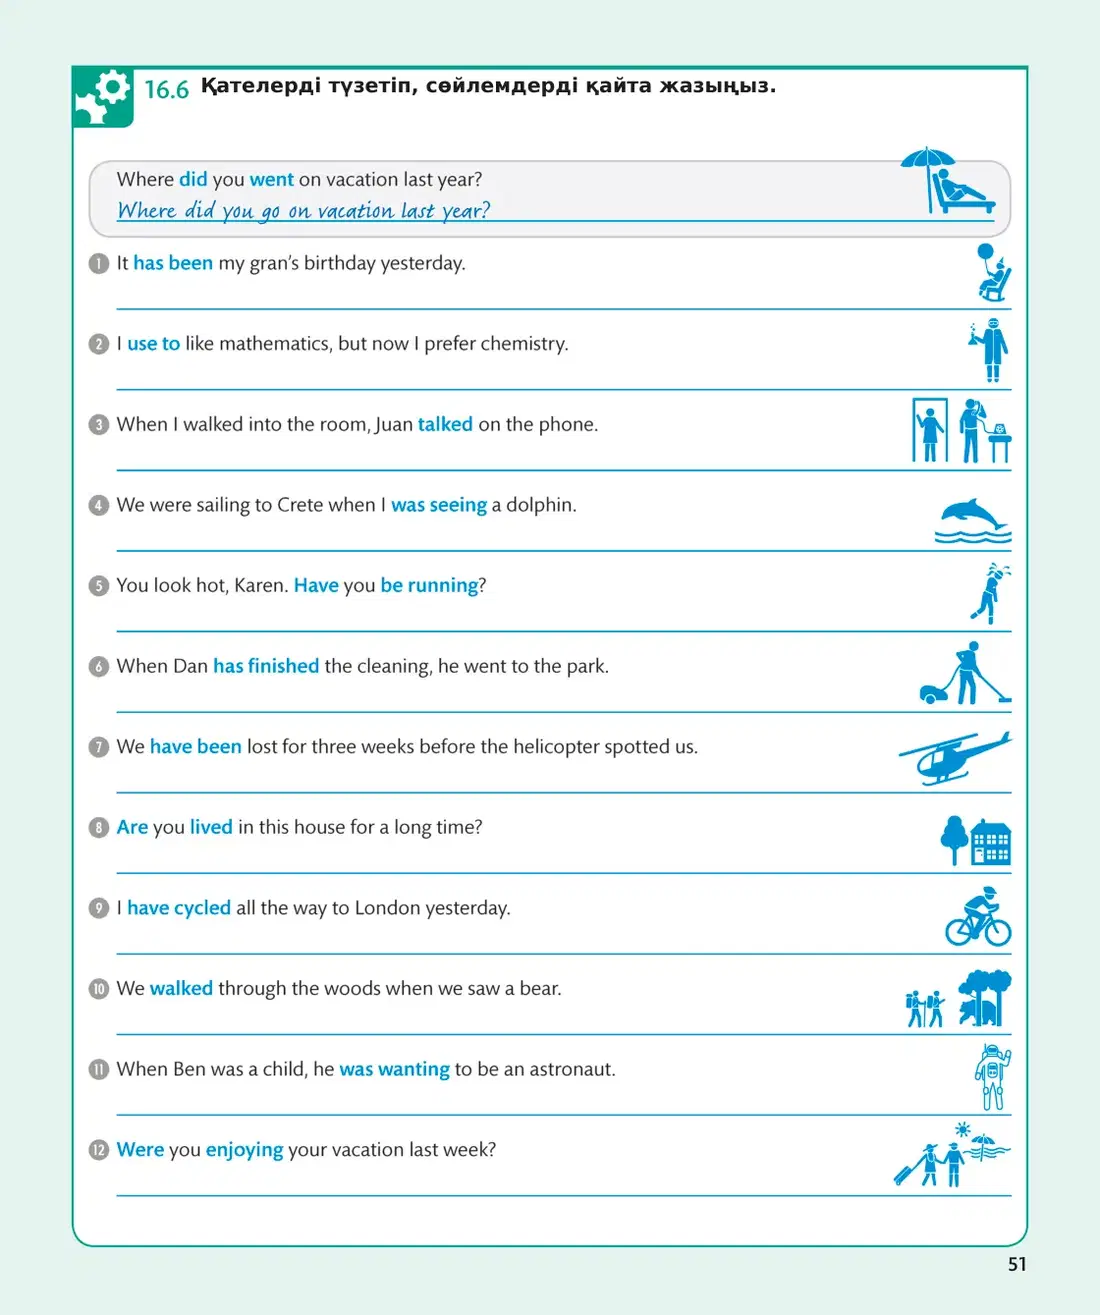 16.6 Қателерді түзетіп, сөйлемдерді қайта жазыңыз.
Where did you went on vacation last year?
Where did you go on vacation last year?
1 It has been my gran's birthday yesterday.
2 I use to like mathematics, but now I prefer chemistry.
3 When I walked into the room, Juan talked on the phone.
4 We were sailing to Crete when I was seeing a dolphin.
5 You look hot, Karen. Have you be running?
6 When Dan has finished the cleaning, he went to the park.
7 We have been lost for three weeks before the helicopter spotted us.
8 Are you lived in this house for a long time?
9 I have cycled all the way to London yesterday.
10 We walked through the woods when we saw a bear.
11 When Ben was a child, he was wanting to be an astronaut.
12 Were you enjoying your vacation last week?
51